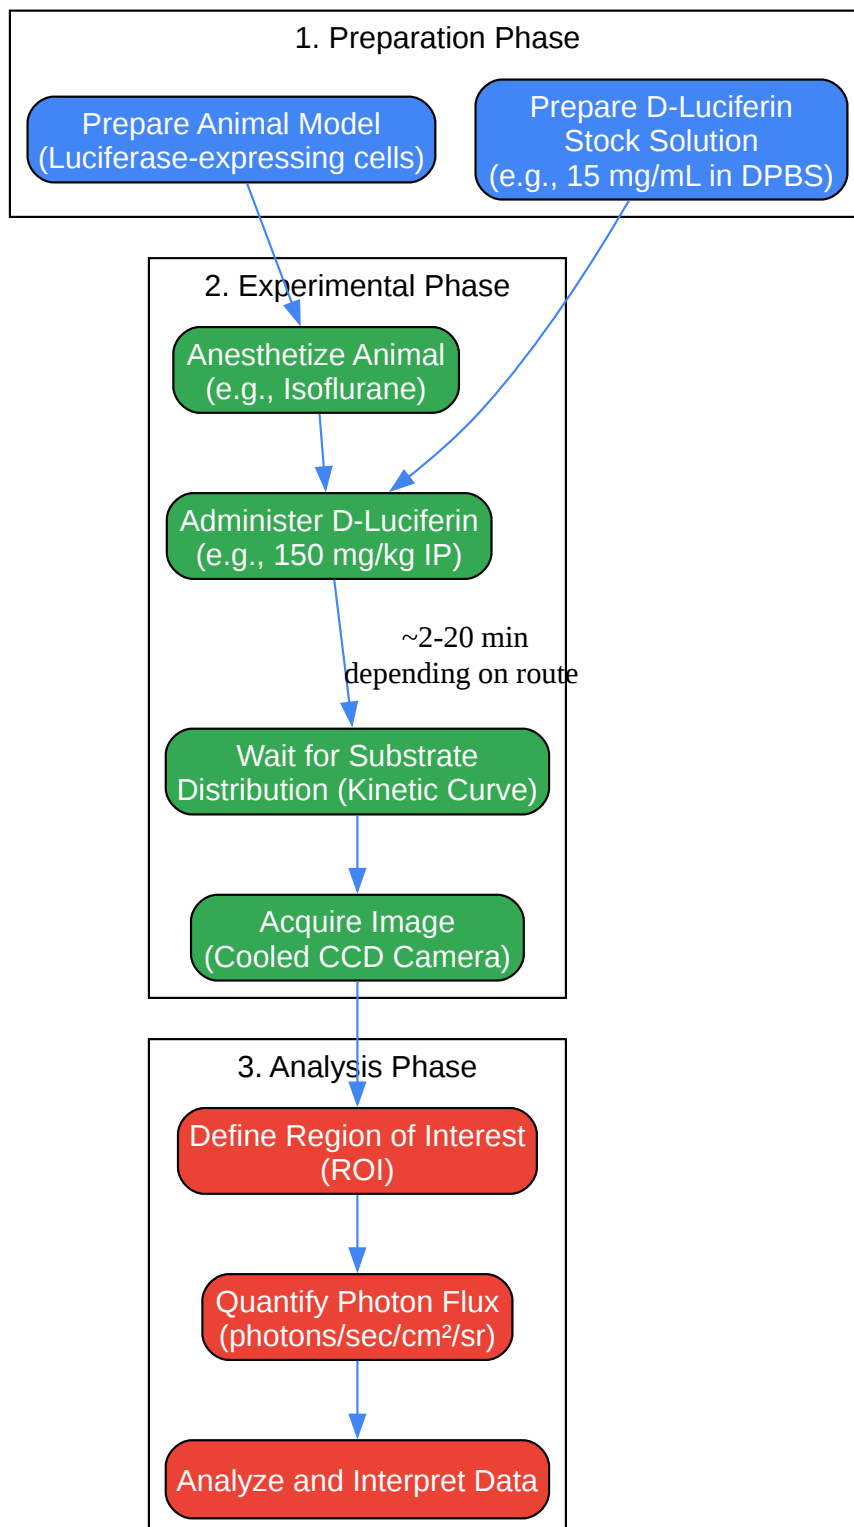 1. Preparation Phase
Prepare Animal Model
(Luciferase-expressing cells)
Prepare D-Luciferin
Stock Solution
(e.g., 15 mg/mL in DPBS)
2. Experimental Phase
Anesthetize Animal
(e.g., Isoflurane)
Administer D-Luciferin
(e.g., 150 mg/kg IP)
~2-20 min
depending on route
Wait for Substrate
Distribution (Kinetic Curve)
Acquire Image
(Cooled CCD Camera)
3. Analysis Phase
Define Region of Interest
(ROI)
Quantify Photon Flux
(photons/sec/cm²/sr)
Analyze and Interpret Data